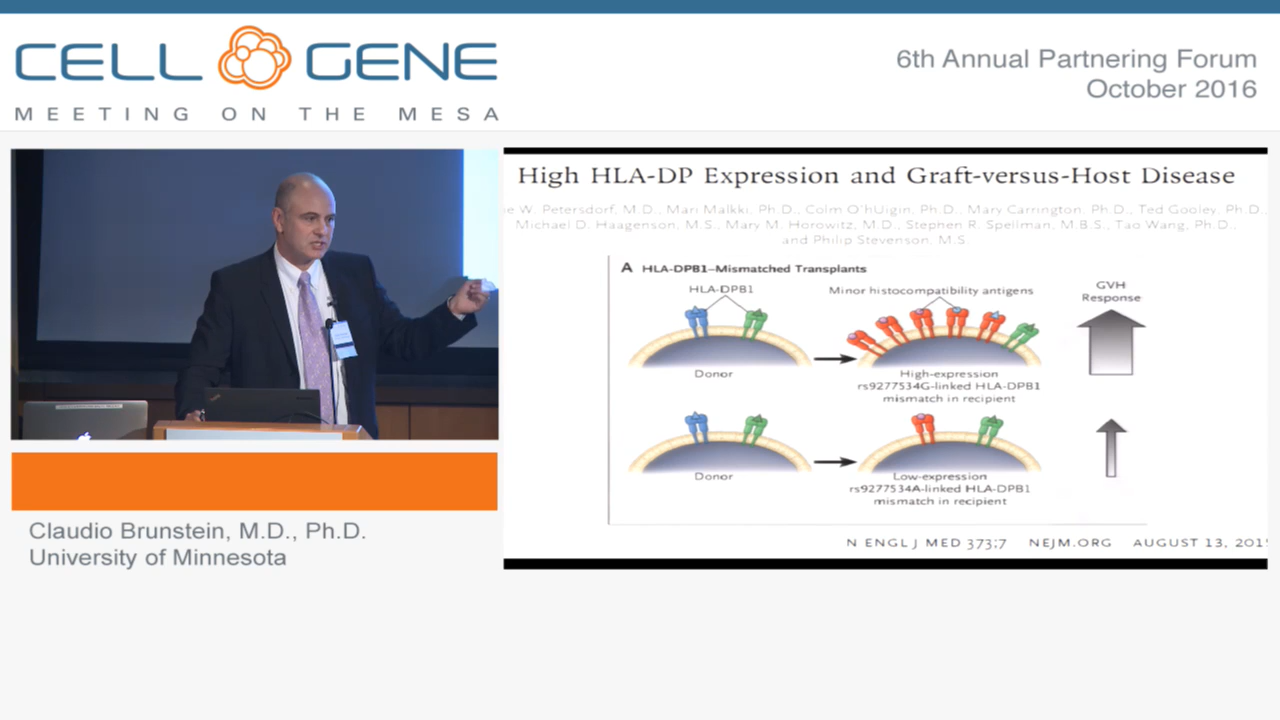 CELL GENE
MEETING ON THE MESA
6th Annual Partnering Forum
October 2016
High HLA-DP Expression and Graft-versus-Host Disease
W. Petersdorf, M.D., Mari Malkki, Ph.D., Colm O'hUigin, Ph.D., Mary Carrington, Ph.D., Ted Gooley, Ph.D.,
Michael D. Haagenson, M.S., Mary M. Horowitz, M.D., Stephen R. Spellman, M.B.S., Tao Wang, Ph.D.,
and Philip Stevenson, M.S
A HLA-DPB1–Mismatched Transplants
HLA-DPB1
Minor histocompatibility antigens
GVH
Response
Donor
High-expression
rs9277534G-linked HLA-DPB1
mismatch in recipient
Donor
Low-expression
rs9277534A-linked HLA-DPB1
mismatch in recipient
N ENGL J MED 373;7 NEJM.ORG AUGUST 13, 201
Claudio Brunstein, M.D., Ph.D.
University of Minnesota